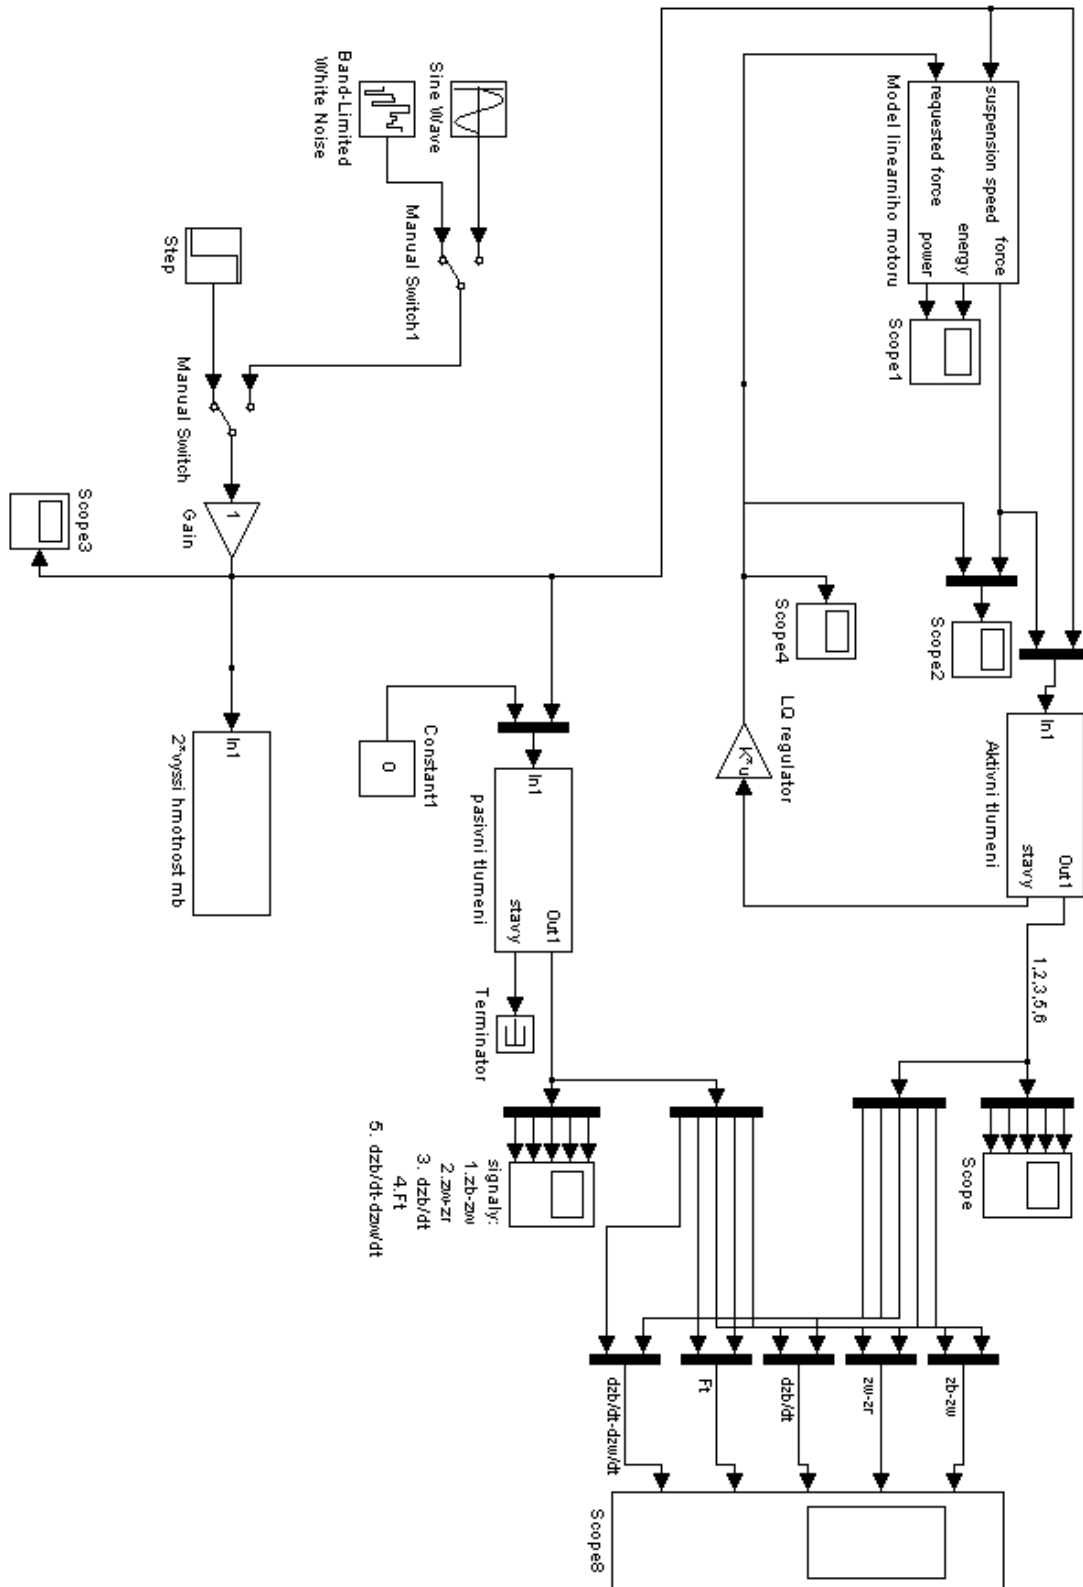 suspension speed
requested force
force
energy
power
Model linearniho motoru
Scope1
Sine Wave
Band-Limited
White Noise
Manual Switch1
Step
Manual Switch
1
Gain
Scope3
Scope2
Scope4
In1
Out1
stavy
Aktivni tlumeni
K*u
LQ regulator
1,2,3,5,6
Scope
0
Constant1
In1
Out1
stavy
pasivni tlumeni
Terminator
In1
2*vyssi hmotnost mb
signaly:
1.zb-zw
2.zw-zr
3. dzb/dt
4.Ft
5. dzb/dt-dzw/dt
zb-zw
zw-zr
dzb/dt
Ft
dzb/dt-dzw/dt
Scope8